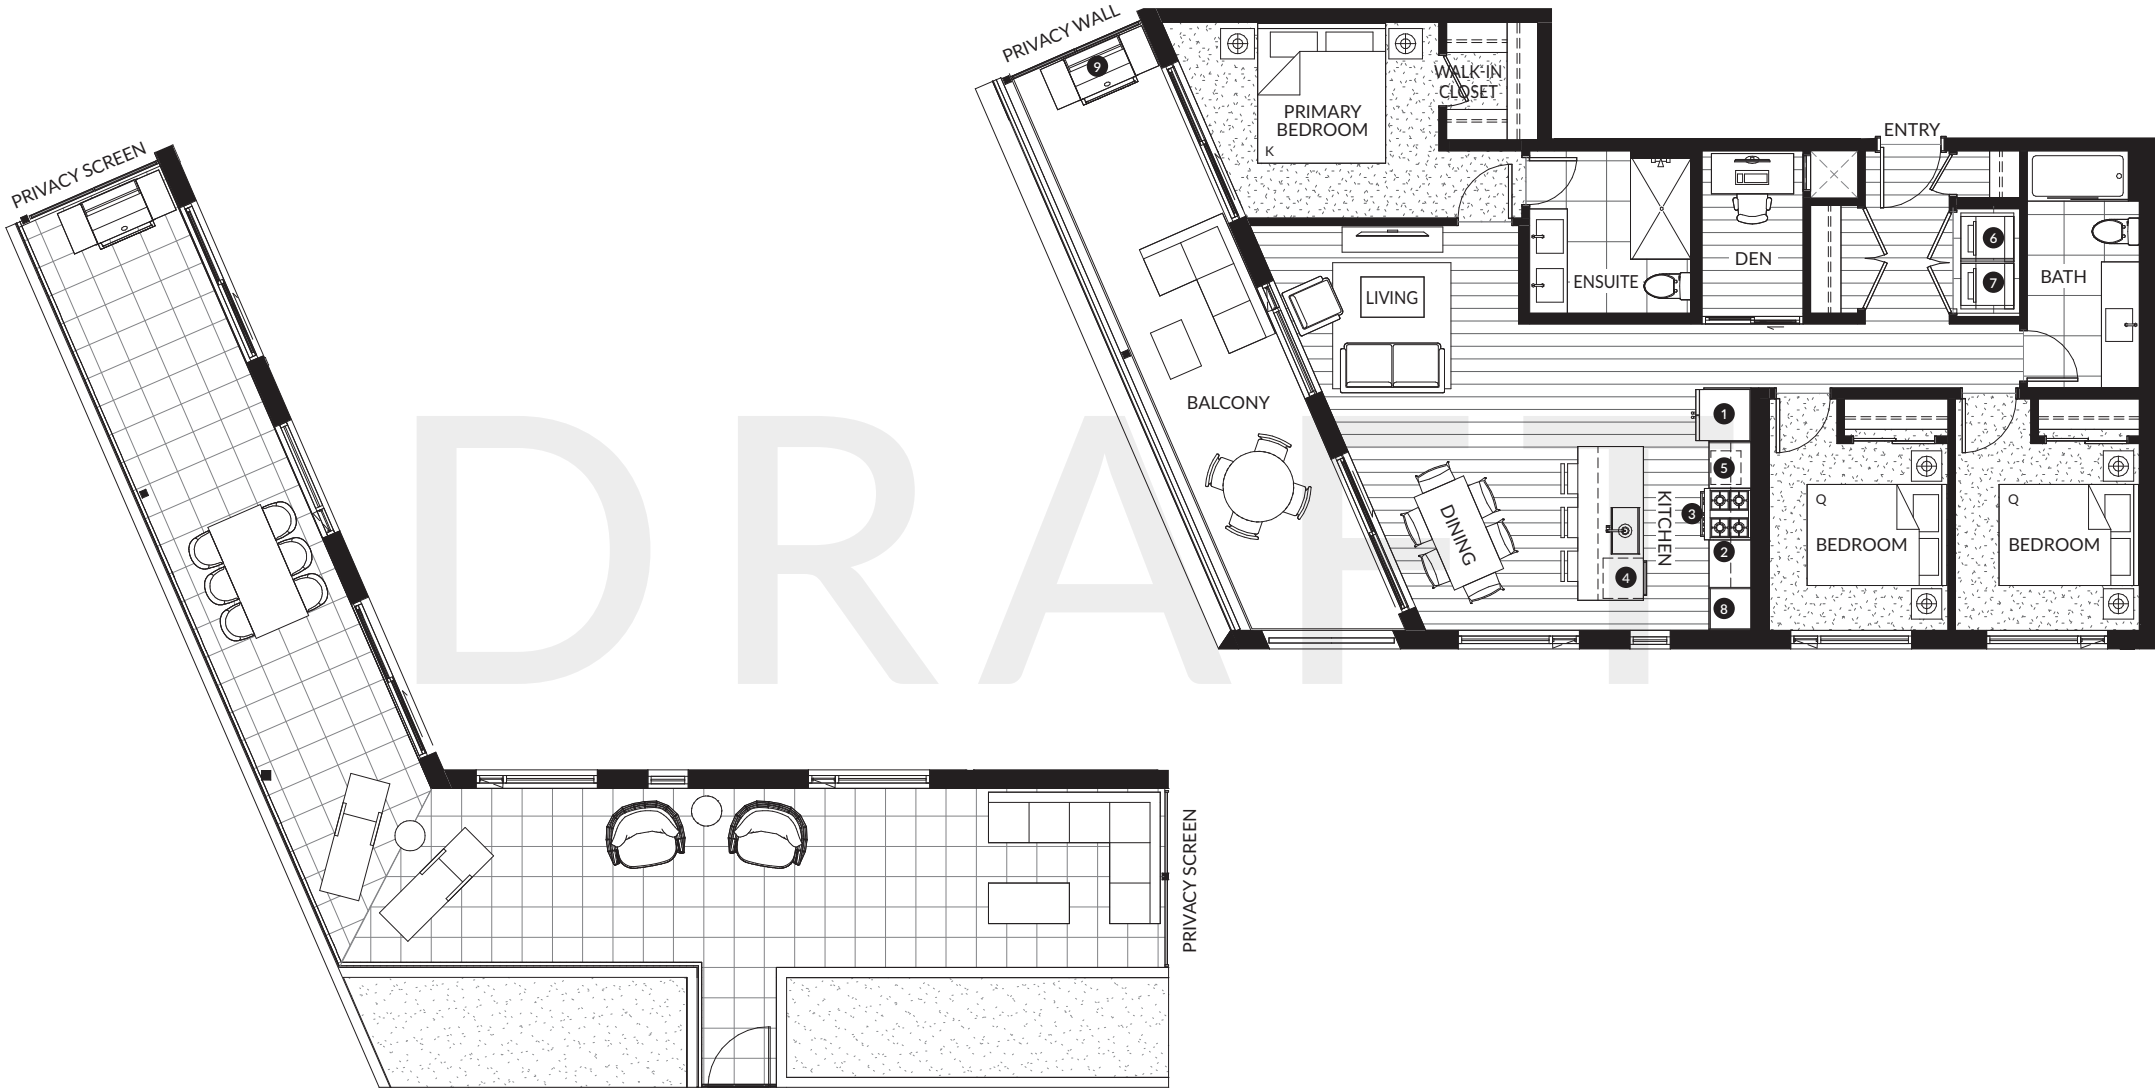 PRIVACY WALL
9
PRIMARY
BEDROOM
K
WALK-IN
CLOSET
ENTRY
PRIVACY SCREEN
LIVING
ENSUITE
DEN
6
7
BATH
BALCONY
DRAFT
1
5
3
2
4
8
KITCHEN
DINING
Q
BEDROOM
Q
BEDROOM
PRIVACY SCREEN